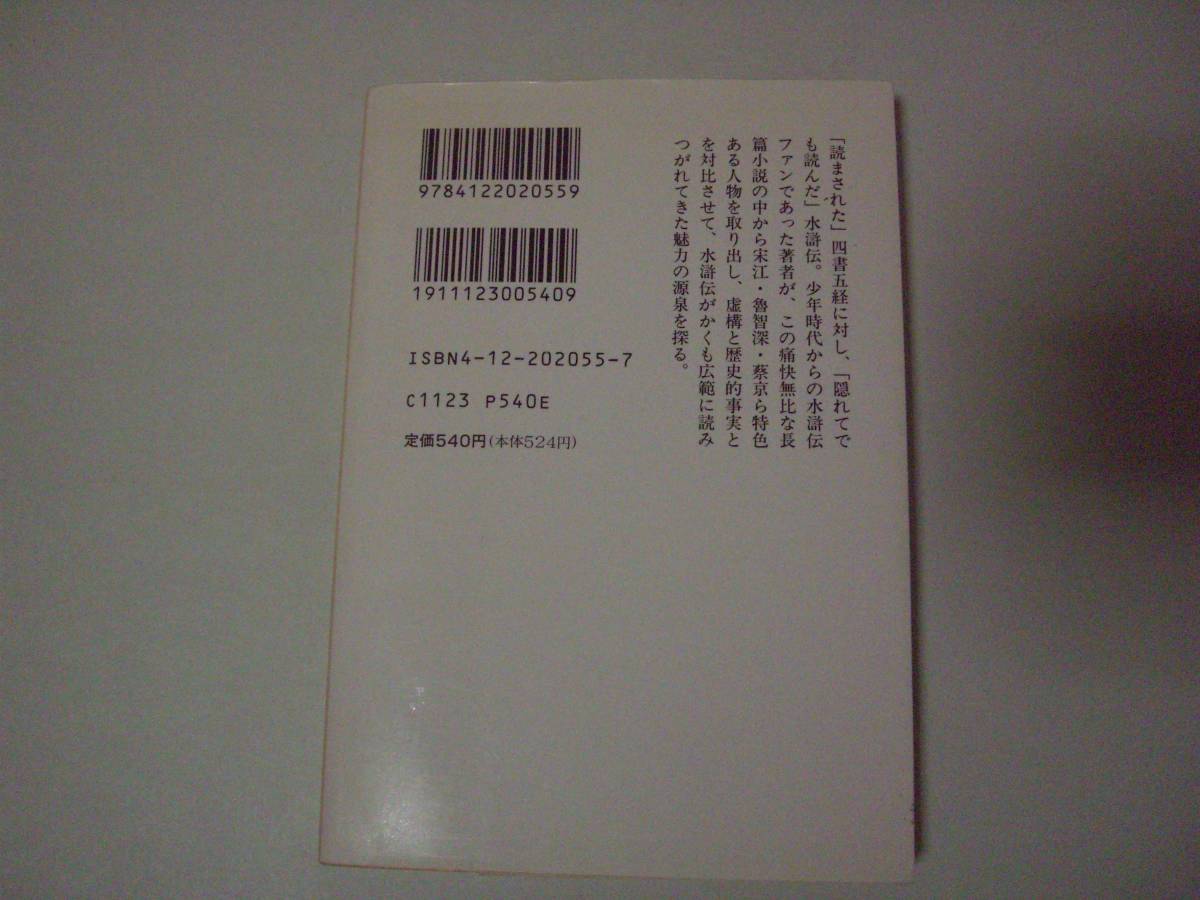 「読まされた」四書五経に対し、「隠れてで
も読んだ」水滸伝。少年時代からの水滸伝
ファンであった著者が、この痛快無比な長
篇小説の中から宋江・魯智深・蔡京ら特色
ある人物を取り出し、虚構と歴史的事実と
を対比させて、水滸伝がかくも広範に読み
つがれてきた魅力の源泉を探る。
9784122020559
1911123005409
ISBN4-12-202055-7
C1123 P540E
定価540円(本体524円)